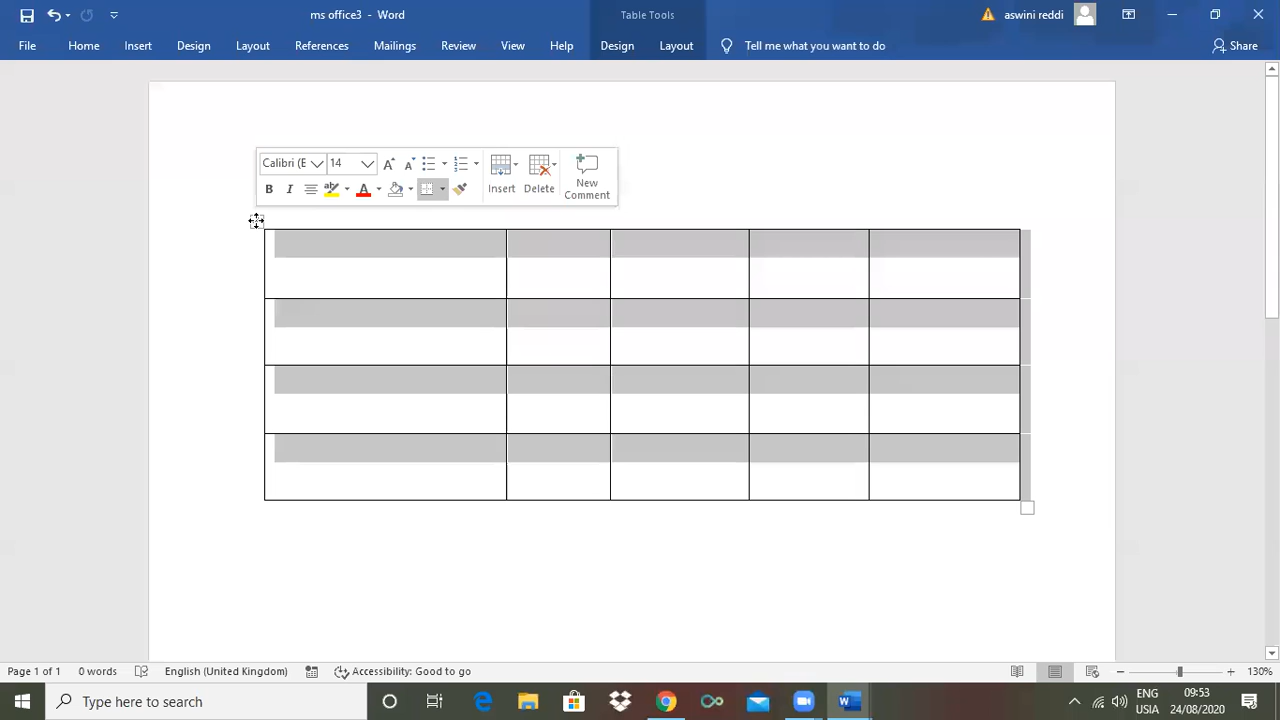 ms office3 - Word
Table Tools
aswini reddi
File Home Insert Design Layout References Mailings Review View Help Design Layout Tell me what you want to do Share
Calibri (E 14
Insert Delete New Comment
Page 1 of 1 0 words English (United Kingdom) Accessibility: Good to go 130%
Type here to search
ENG
USIA
09:53
24/08/2020